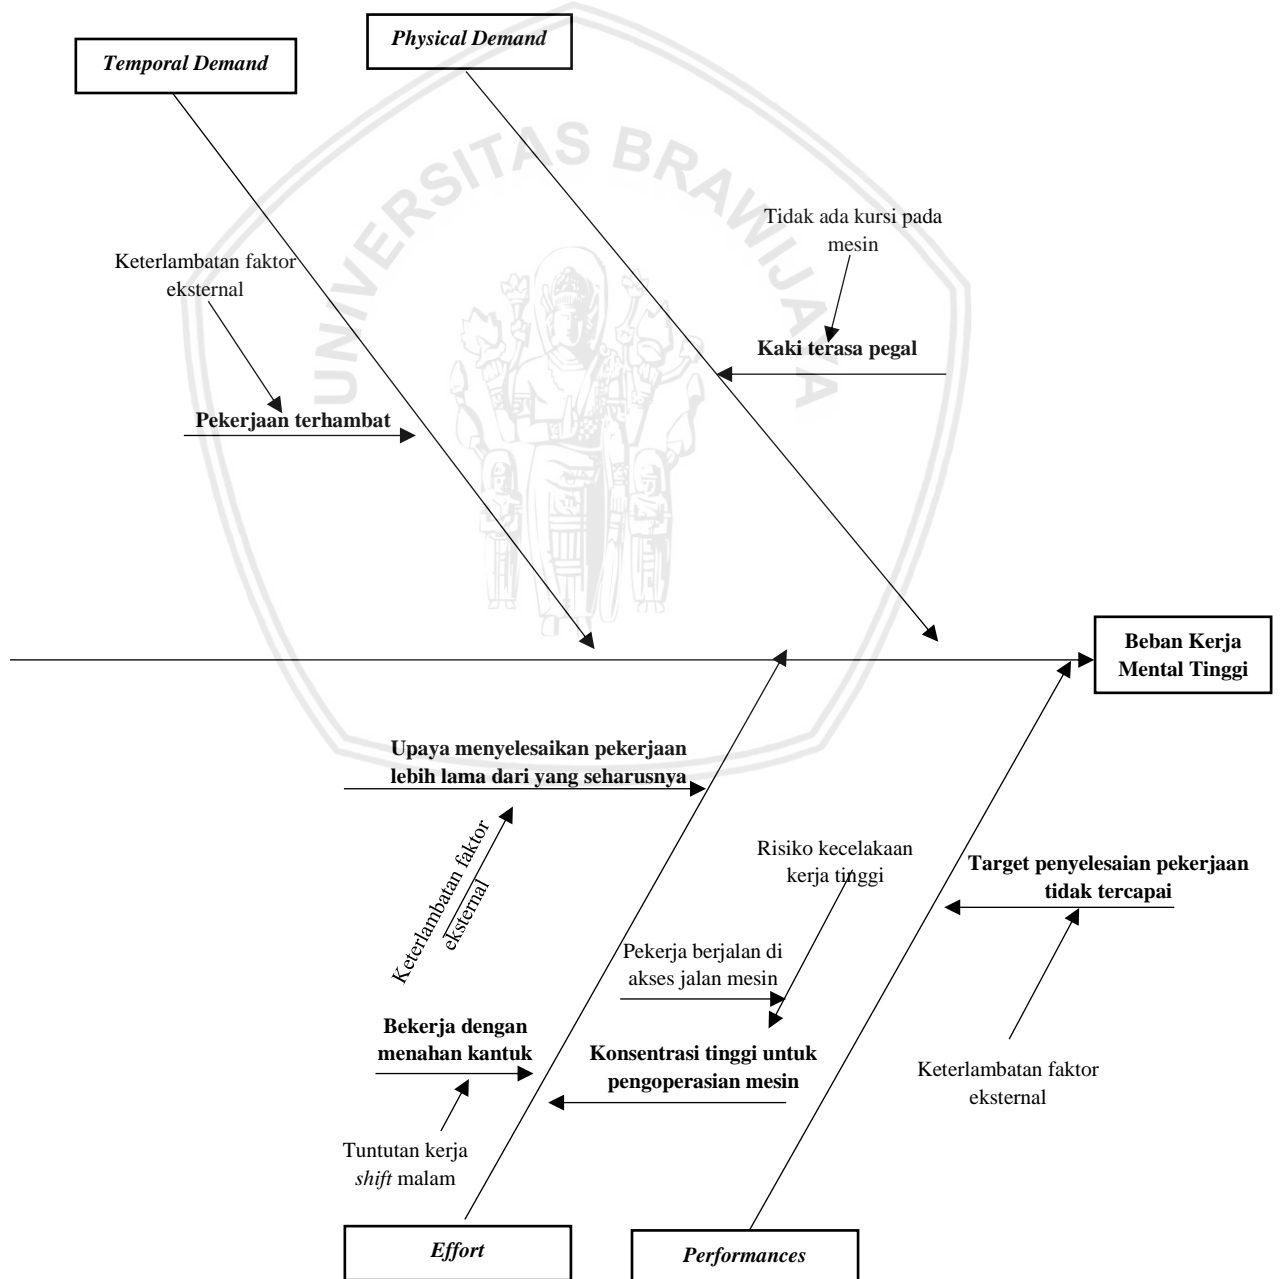 Physical Demand
Temporal Demand
UNIVERSITAS BRAWIJAYA
Tidak ada kursi pada
mesin
Keterlambatan faktor
eksternal
Kaki terasa pegal
Pekerjaan terhambat
Beban Kerja
Mental Tinggi
Upaya menyelesaikan pekerjaan
lebih lama dari yang seharusnya
Keterlambatan faktor
eksternal
Risiko kecelakaan
kerja tinggi
Target penyelesaian pekerjaan
tidak tercapai
Pekerja berjalan di
akses jalan mesin
Bekerja dengan
menahan kantuk
Konsentrasi tinggi untuk
pengoperasian mesin
Keterlambatan faktor
eksternal
Tuntutan kerja
shift malam
Effort
Performances